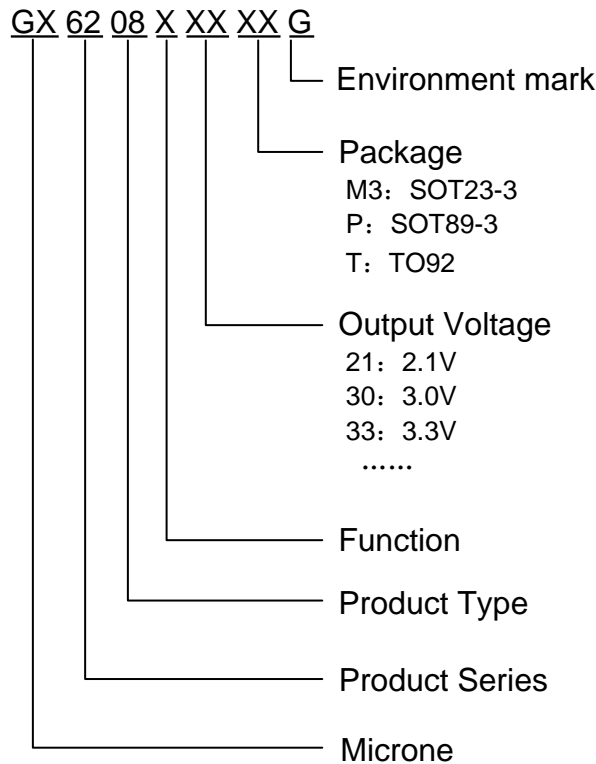 GX 62 08 X XX XX G
Environment mark
Package
M3：SOT23-3
P：SOT89-3
T：TO92
Output Voltage
21：2.1V
30：3.0V
33：3.3V
……
Function
Product Type
Product Series
Microne